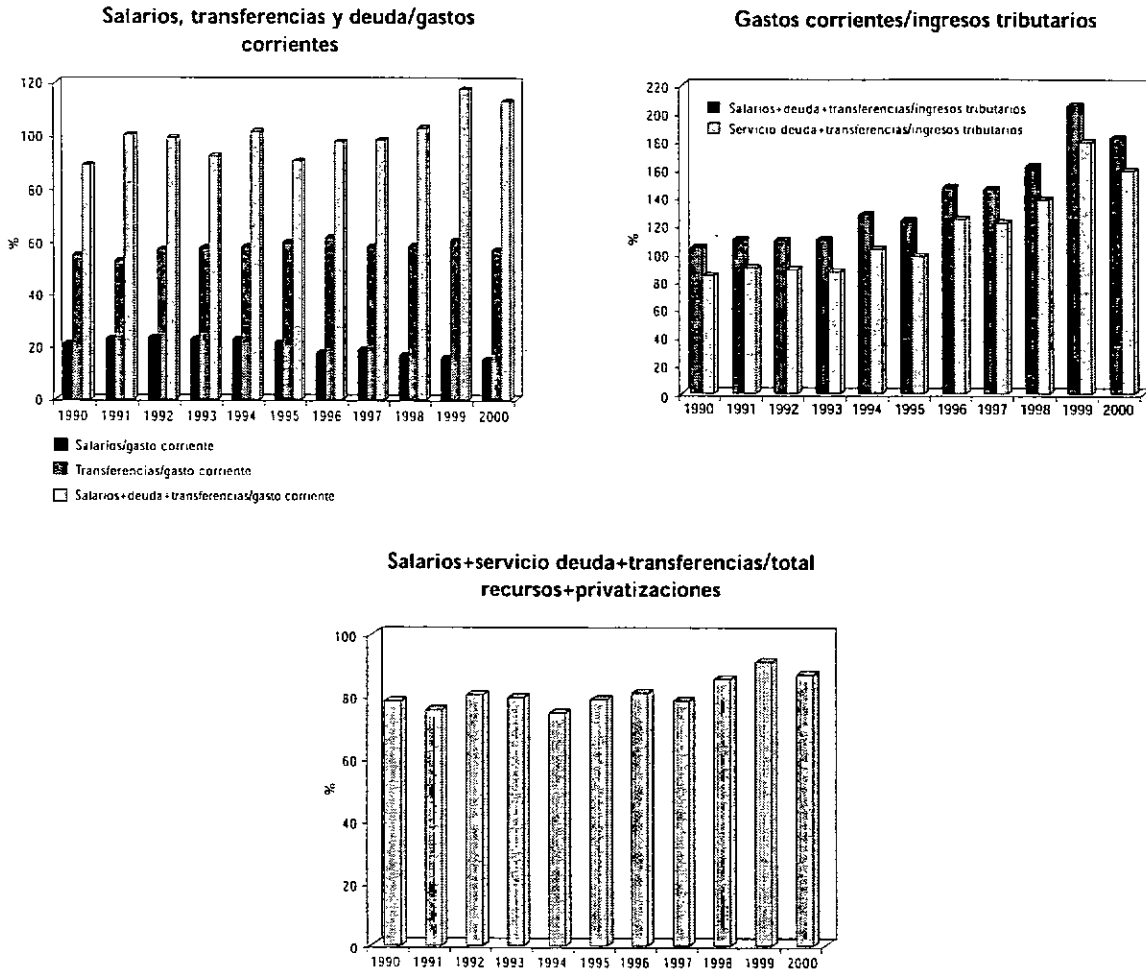 Salarios, transferencias y deuda/gastos
corrientes
120
100
80
60
40
20
0
%
1990 1991 1992 1993 1994 1995 1996 1997 1998 1999 2000
Salarios/gasto corriente
Transferencias/gasto corriente
Salarios+deuda+transferencias/gasto corriente
Gastos corrientes/ingresos tributarios
220
200
180
160
140
120
100
80
60
40
20
0
%
Salarios+deuda+transferencias/ingresos tributarios
Servicio deuda+transferencias/ingresos tributarios
1990 1991 1992 1993 1994 1995 1996 1997 1998 1999 2000
Salarios+servicio deuda+transferencias/total
recursos+privatizaciones
100
80
60
40
20
0
%
1990 1991 1992 1993 1994 1995 1996 1997 1998 1999 2000